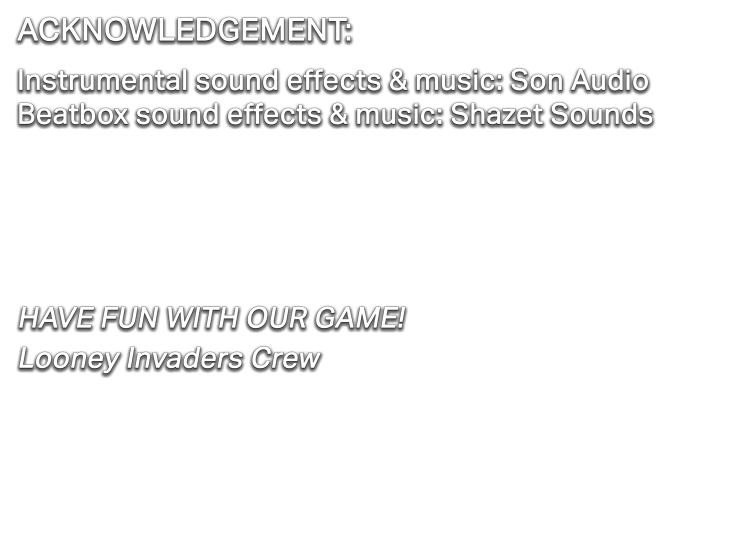 ACKNOWLEDGEMENT:
Instrumental sound effects & music: Son Audio
Beatbox sound effects & music: Shazet Sounds
HAVE FUN WITH OUR GAME!
Looney Invaders Crew